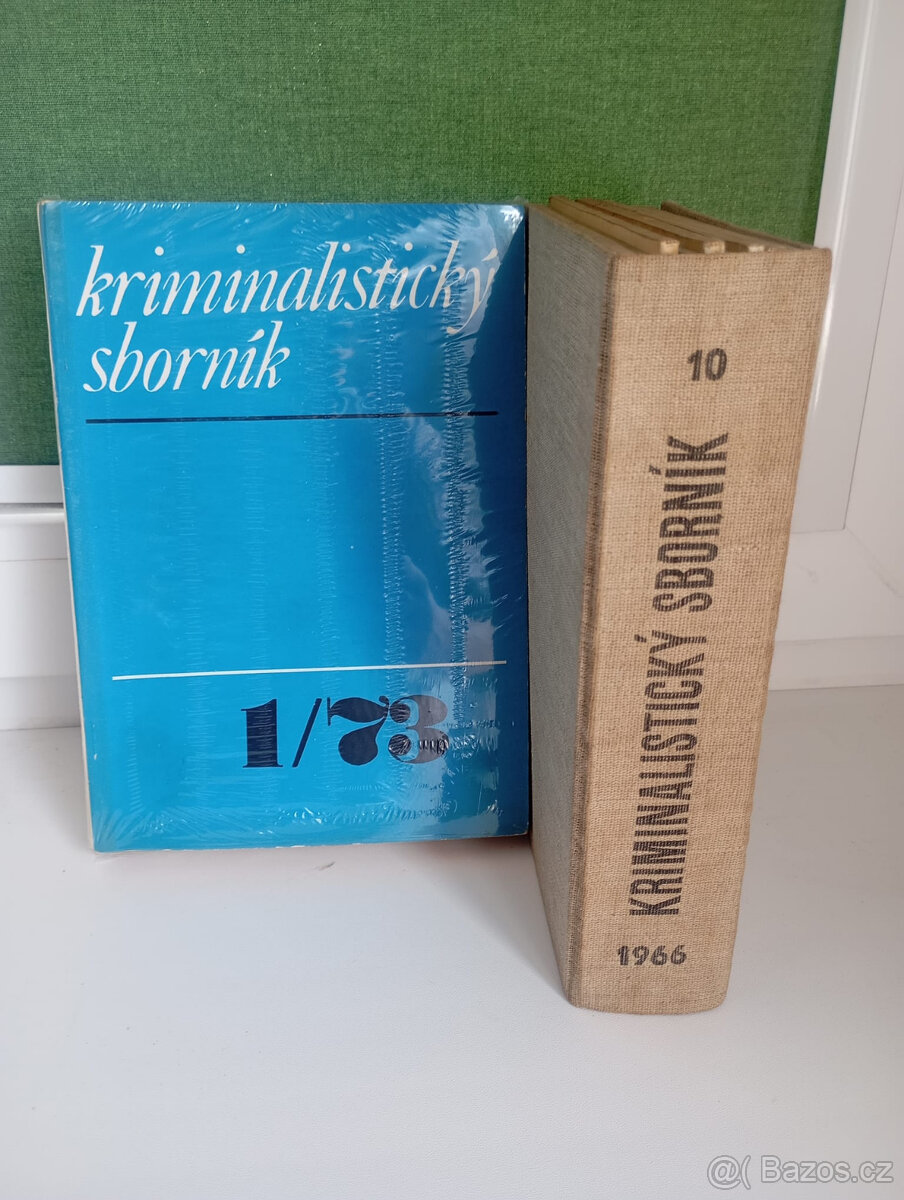 kriminalistický
sborník
1/73
10
KRIMINALISTICKÝ SBORNÍK
1966
@( Bazos.cz